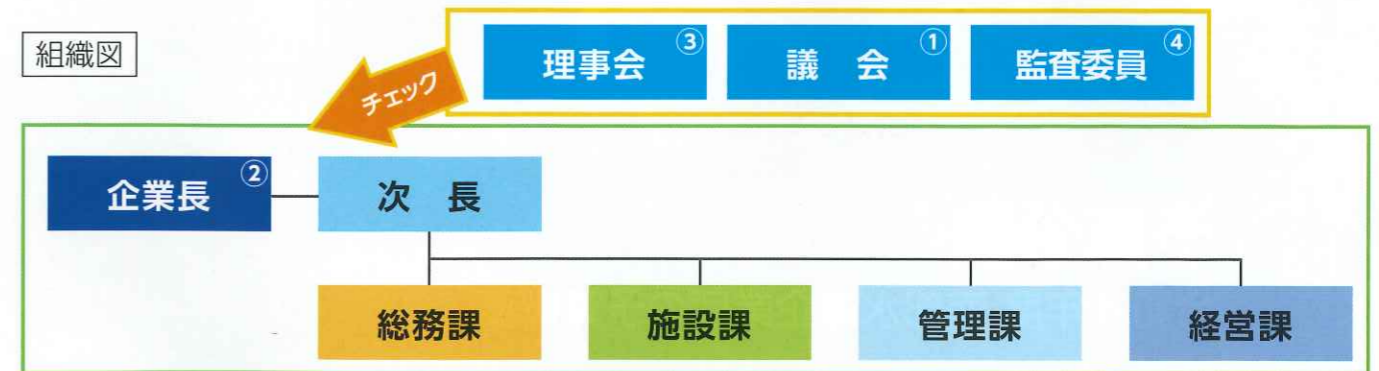 組織図
理事会 ③
議　会 ①
監査委員 ④
チェック
企業長 ②
次　長
総務課
施設課
管理課
経営課